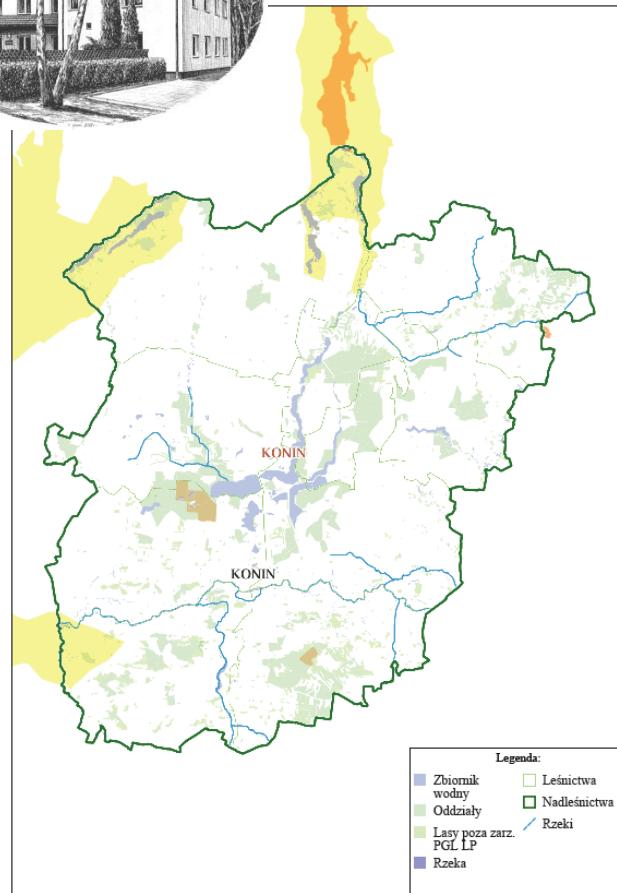 KONIN
KONIN
Legenda:
Zbiornik
wodny
Oddziały
Lasy poza zarz.
PGL LP
Rzeka
Leśnictwa
Nadleśnictwa
Rzeki